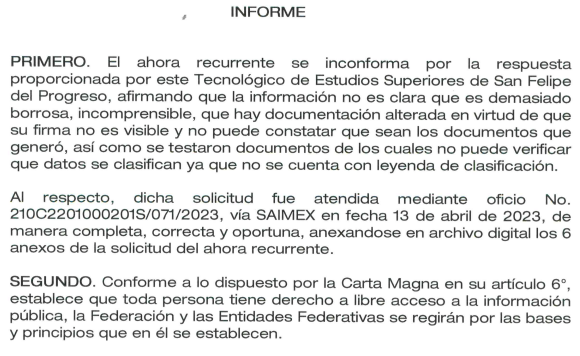 INFORME
PRIMERO. El ahora recurrente se inconforma por la respuesta
proporcionada por este Tecnológico de Estudios Superiores de San Felipe
del Progreso, afirmando que la información no es clara que es demasiado
borrosa, incomprensible, que hay documentación alterada en virtud de que
su firma no es visible y no puede constatar que sean los documentos que
generó, así como se testaron documentos de los cuales no puede verificar
que datos se clasifican ya que no se cuenta con leyenda de clasificación.
Al respecto, dicha solicitud fue atendida mediante oficio No.
210C2201000201S/071/2023, vía SAIMEX en fecha 13 de abril de 2023, de
manera completa, correcta y oportuna, anexandose en archivo digital los 6
anexos de la solicitud del ahora recurrente.
SEGUNDO. Conforme a lo dispuesto por la Carta Magna en su artículo 6°,
establece que toda persona tiene derecho a libre acceso a la información
pública, la Federación y las Entidades Federativas se regirán por las bases
y principios que en él se establecen.